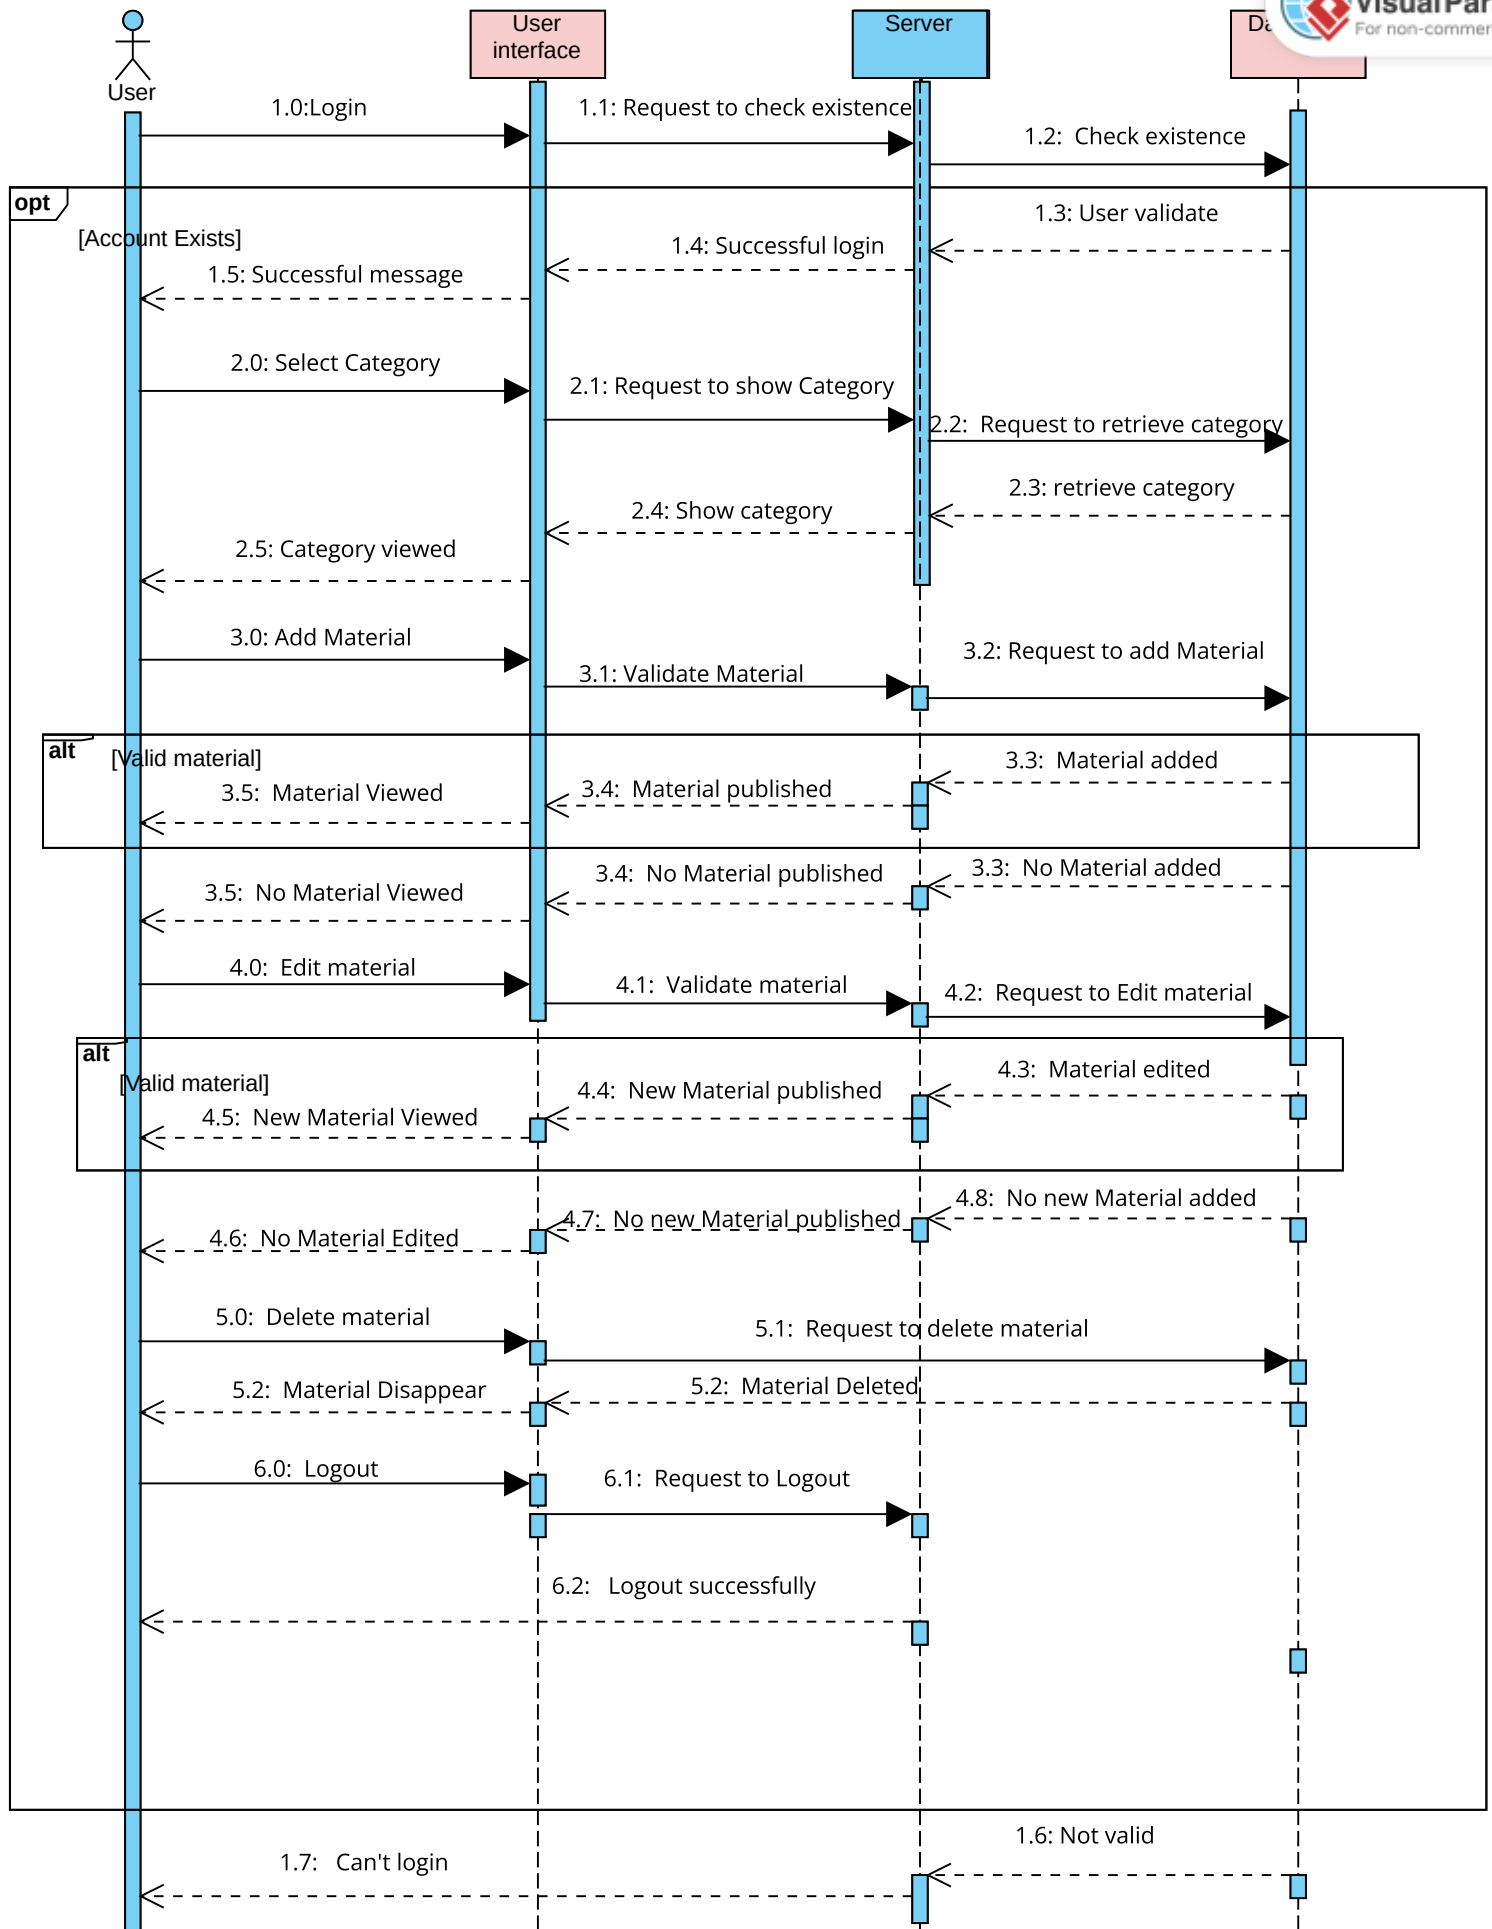 User
interface
Server
Da
VisualPar
For non-commer
User
1.0:Login
1.1: Request to check existence
1.2:  Check existence
opt
[Account Exists]
1.3: User validate
1.4: Successful login
1.5: Successful message
2.0: Select Category
2.1: Request to show Category
2.2:  Request to retrieve category
2.3: retrieve category
2.4: Show category
2.5: Category viewed
3.0: Add Material
3.1: Validate Material
3.2: Request to add Material
alt
[Valid material]
3.3:  Material added
3.4:  Material published
3.5:  Material Viewed
3.3:  No Material added
3.4:  No Material published
3.5:  No Material Viewed
4.0:  Edit material
4.1:  Validate material
4.2:  Request to Edit material
alt
[Valid material]
4.3:  Material edited
4.4:  New Material published
4.5:  New Material Viewed
4.8:  No new Material added
4.7:  No new Material published
4.6:  No Material Edited
5.0:  Delete material
5.1:  Request to delete material
5.2:  Material Deleted
5.2:  Material Disappear
6.0:  Logout
6.1:  Request to Logout
6.2:   Logout successfully
1.6: Not valid
1.7:   Can't login